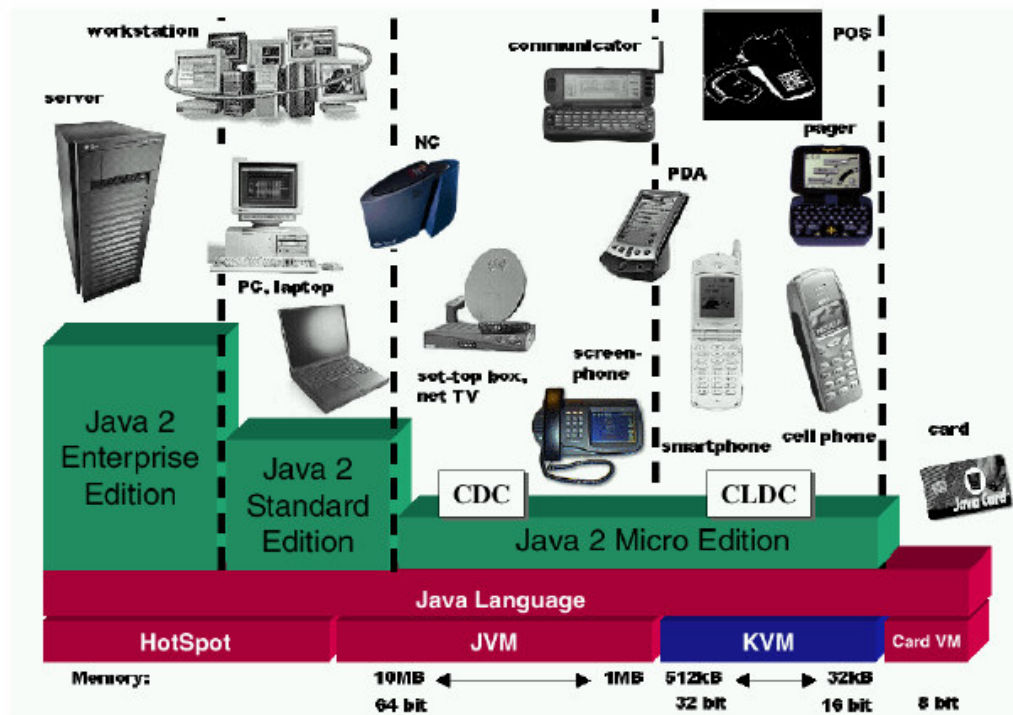 workstation
communicator
POS
server
NC
pager
PDA
PC, laptop
screen-
phone
set-top box,
net TV
smartphone
cell phone
card
Java 2
Enterprise
Edition
Java 2
Standard
Edition
CDC
CLDC
Java Card
Java 2 Micro Edition
Java Language
HotSpot
JVM
KVM
Card VM
Memory:
10MB
1MB
512kB
32kB
64 bit
32 bit
16 bit
8 bit